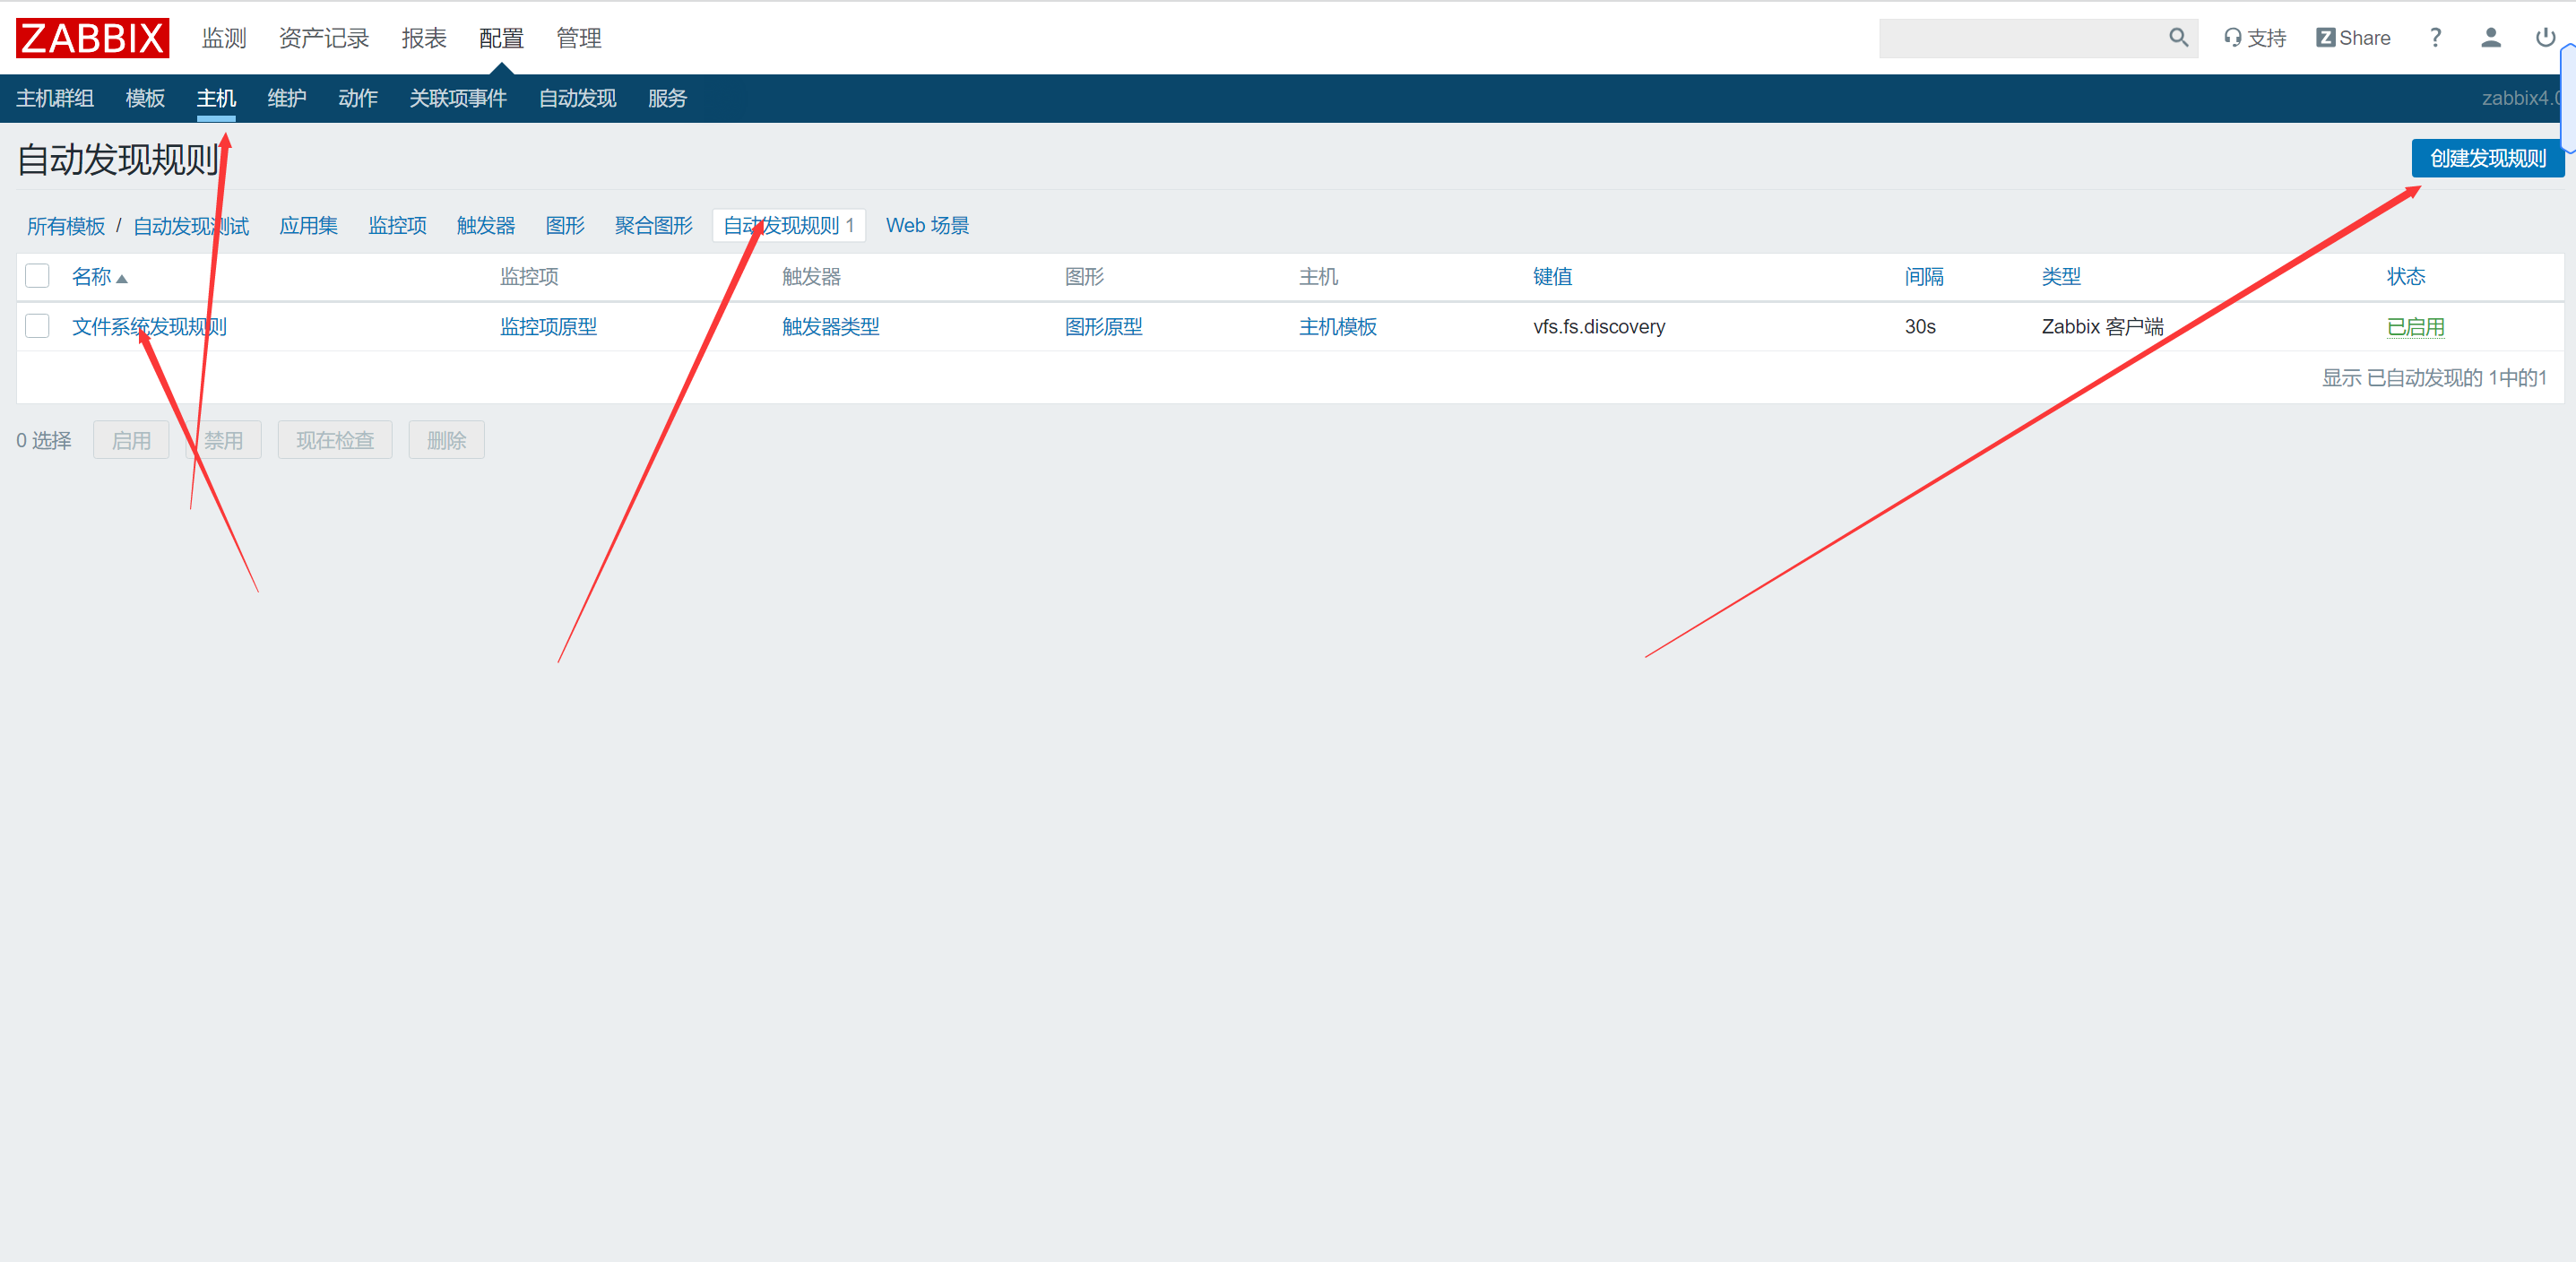 ZABBIX 监测 资产记录 报表 配置 管理 支持 Z Share ?
主机群组 模板 主机 维护 动作 关联项事件 自动发现 服务 zabbix4.0
自动发现规则 创建发现规则
所有模板 / 自动发现测试 应用集 监控项 触发器 图形 聚合图形 自动发现规则 1 Web 场景
名称 监控项 触发器 图形 主机 键值 间隔 类型 状态
文件系统发现规则 监控项原型 触发器类型 图形原型 主机模板 vfs.fs.discovery 30s Zabbix 客户端 已启用
显示 已自动发现的 1中的1
0 选择 启用 禁用 现在检查 删除